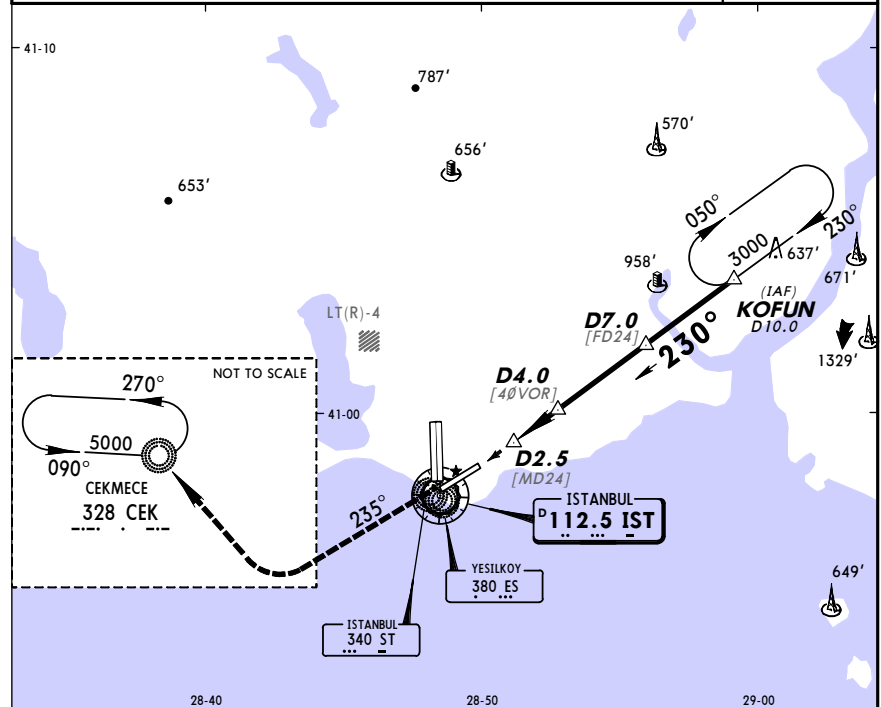 41-10
787'
570'
656'
653'
050°
230°
3000
637'
671'
958'
(IAF)
KOFUN
D10.0
LT(R)-4
D7.0
[FD24]
230°
1329'
NOT TO SCALE
D4.0
[40VOR]
270°
41-00
5000
090°
D2.5
[MD24]
CEKMECE
328 CEK
235°
ISTANBUL
D 112.5 IST
YESILKOY
380 ES
649'
ISTANBUL
340 ST
28-40
28-50
29-00